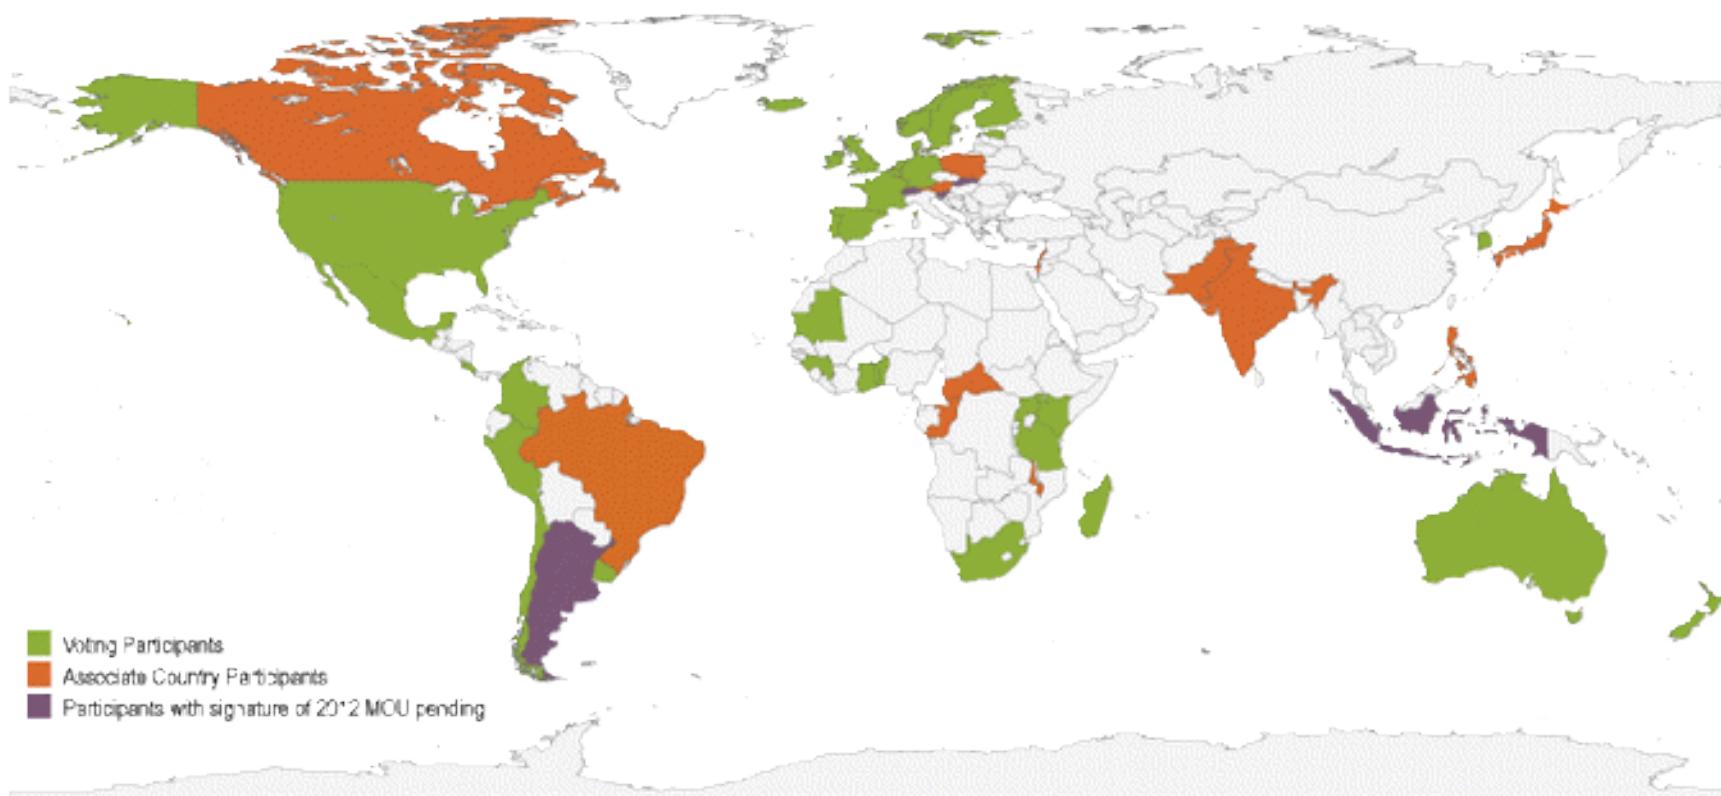 Voting Participants
Associate Country Participants
Participants with signature of 2012 MOU pending